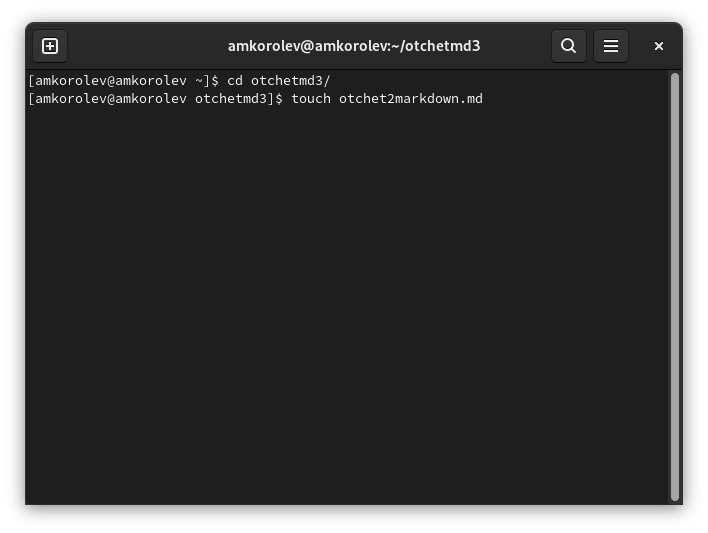 amkorolev@amkorolev:~/otchetmd3
[amkorolev@amkorolev ~]$ cd otchetmd3/
[amkorolev@amkorolev otchetmd3]$ touch otchet2markdown.md